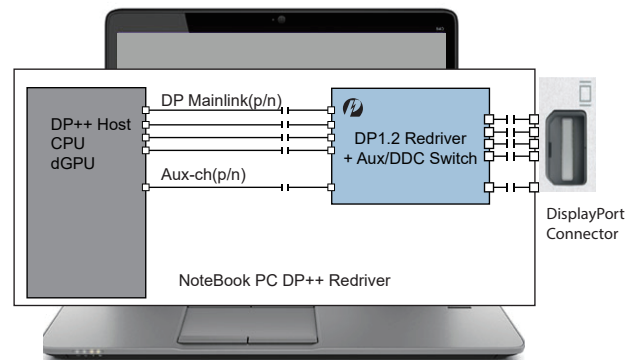 DP Mainlink(p/n)
DP++ Host
CPU
dGPU
DP1.2 Redriver
+ Aux/DDC Switch
Aux-ch(p/n)
DisplayPort
Connector
NoteBook PC DP++ Redriver